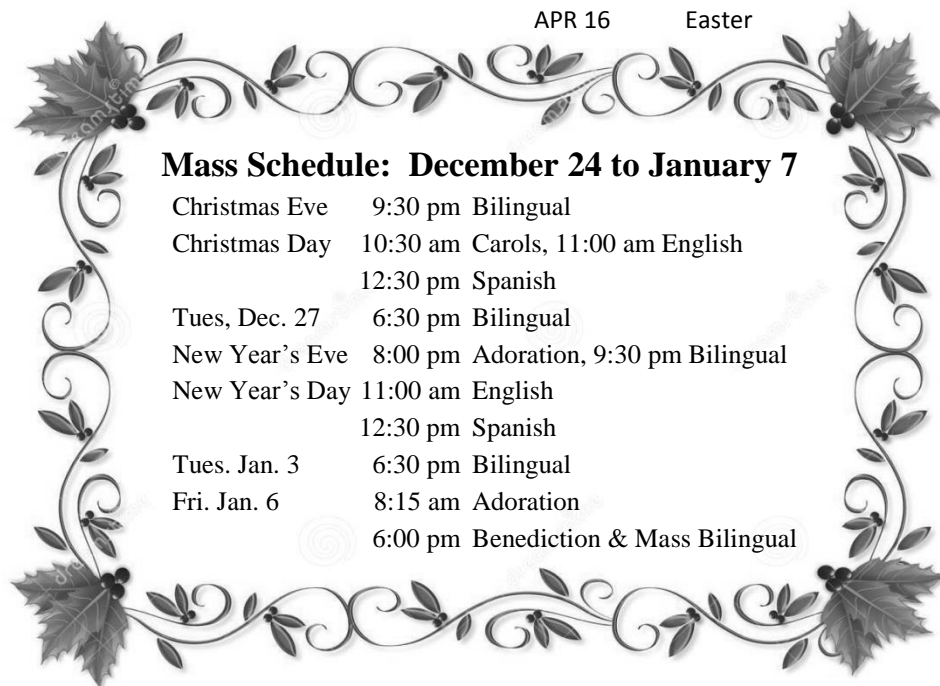 APR 16 Easter
Mass Schedule: December 24 to January 7
Christmas Eve 9:30 pm Bilingual
Christmas Day 10:30 am Carols, 11:00 am English
12:30 pm Spanish
Tues, Dec. 27 6:30 pm Bilingual
New Year’s Eve 8:00 pm Adoration, 9:30 pm Bilingual
New Year’s Day 11:00 am English
12:30 pm Spanish
Tues. Jan. 3 6:30 pm Bilingual
Fri. Jan. 6 8:15 am Adoration
6:00 pm Benediction & Mass Bilingual